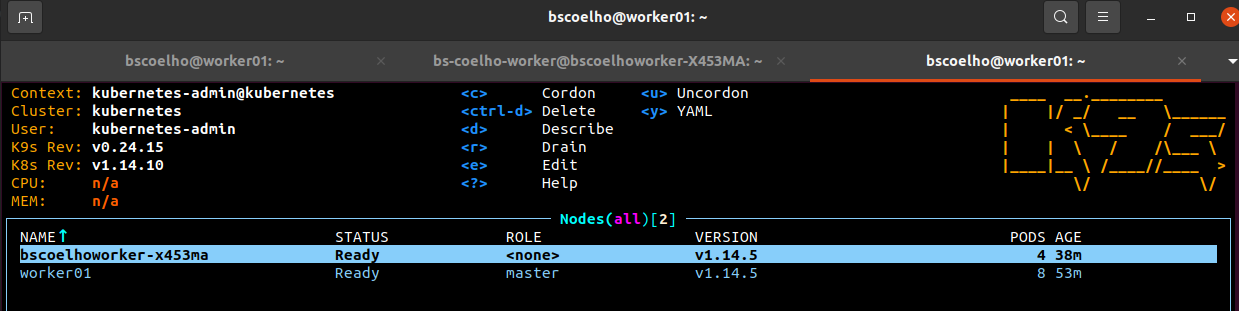 bscoelho@worker01: ~
bscoelho@worker01: ~ × bs-coelho-worker@bscoelhoworker-X453MA: ~ × bscoelho@worker01: ~ ×
Context: kubernetes-admin@kubernetes <c> Cordon <u> Uncordon
Cluster: kubernetes <ctrl-d> Delete <y> YAML
User: kubernetes-admin <d> Describe
K9s Rev: v0.24.15 <r> Drain
K8s Rev: v1.14.10 <e> Edit
CPU: n/a <?> Help
MEM: n/a
K9s
Nodes(all)[2]
NAME↑ STATUS ROLE VERSION PODS AGE
bscoelhoworker-x453ma Ready <none> v1.14.5 4 38m
worker01 Ready master v1.14.5 8 53m